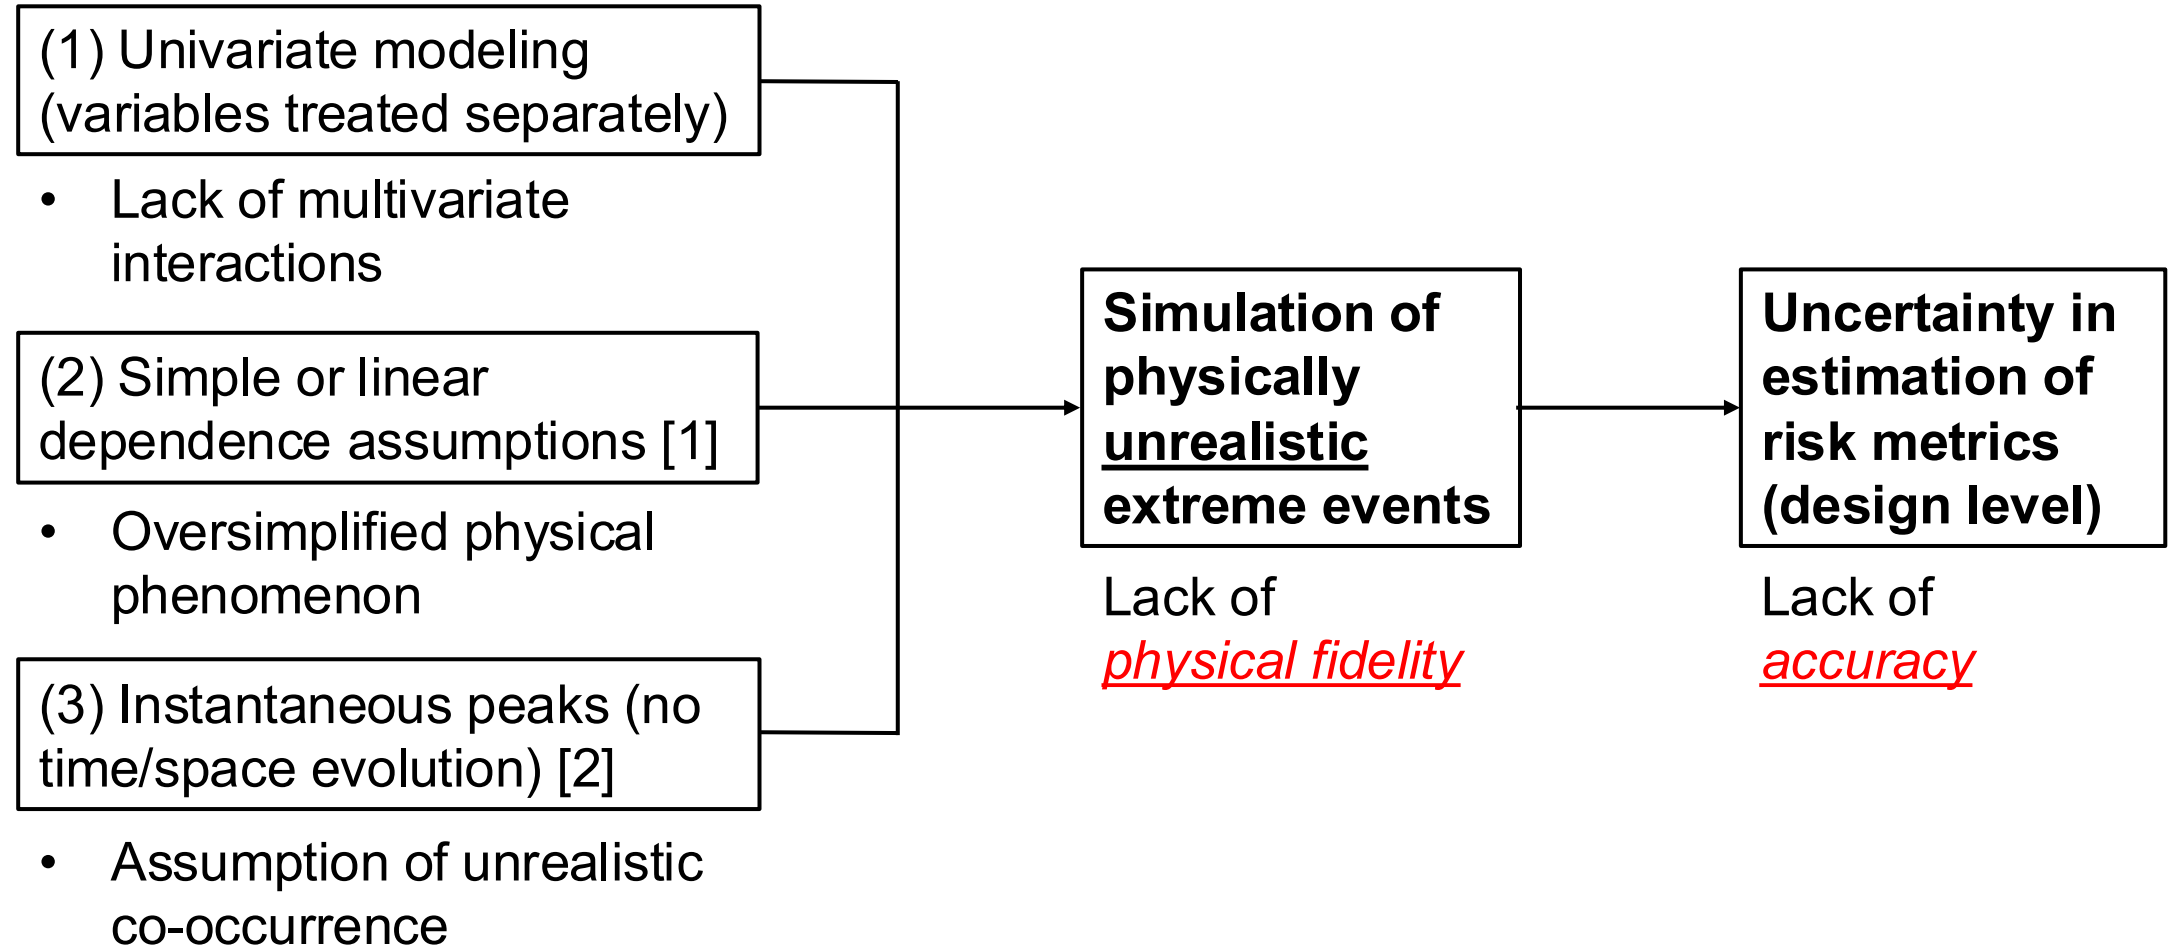 (1) Univariate modeling
(variables treated separately)
• Lack of multivariate
interactions
(2) Simple or linear
dependence assumptions [1]
• Oversimplified physical
phenomenon
(3) Instantaneous peaks (no
time/space evolution) [2]
• Assumption of unrealistic
co-occurrence
Simulation of
physically
unrealistic
extreme events
Lack of
physical fidelity
Uncertainty in
estimation of
risk metrics
(design level)
Lack of
accuracy